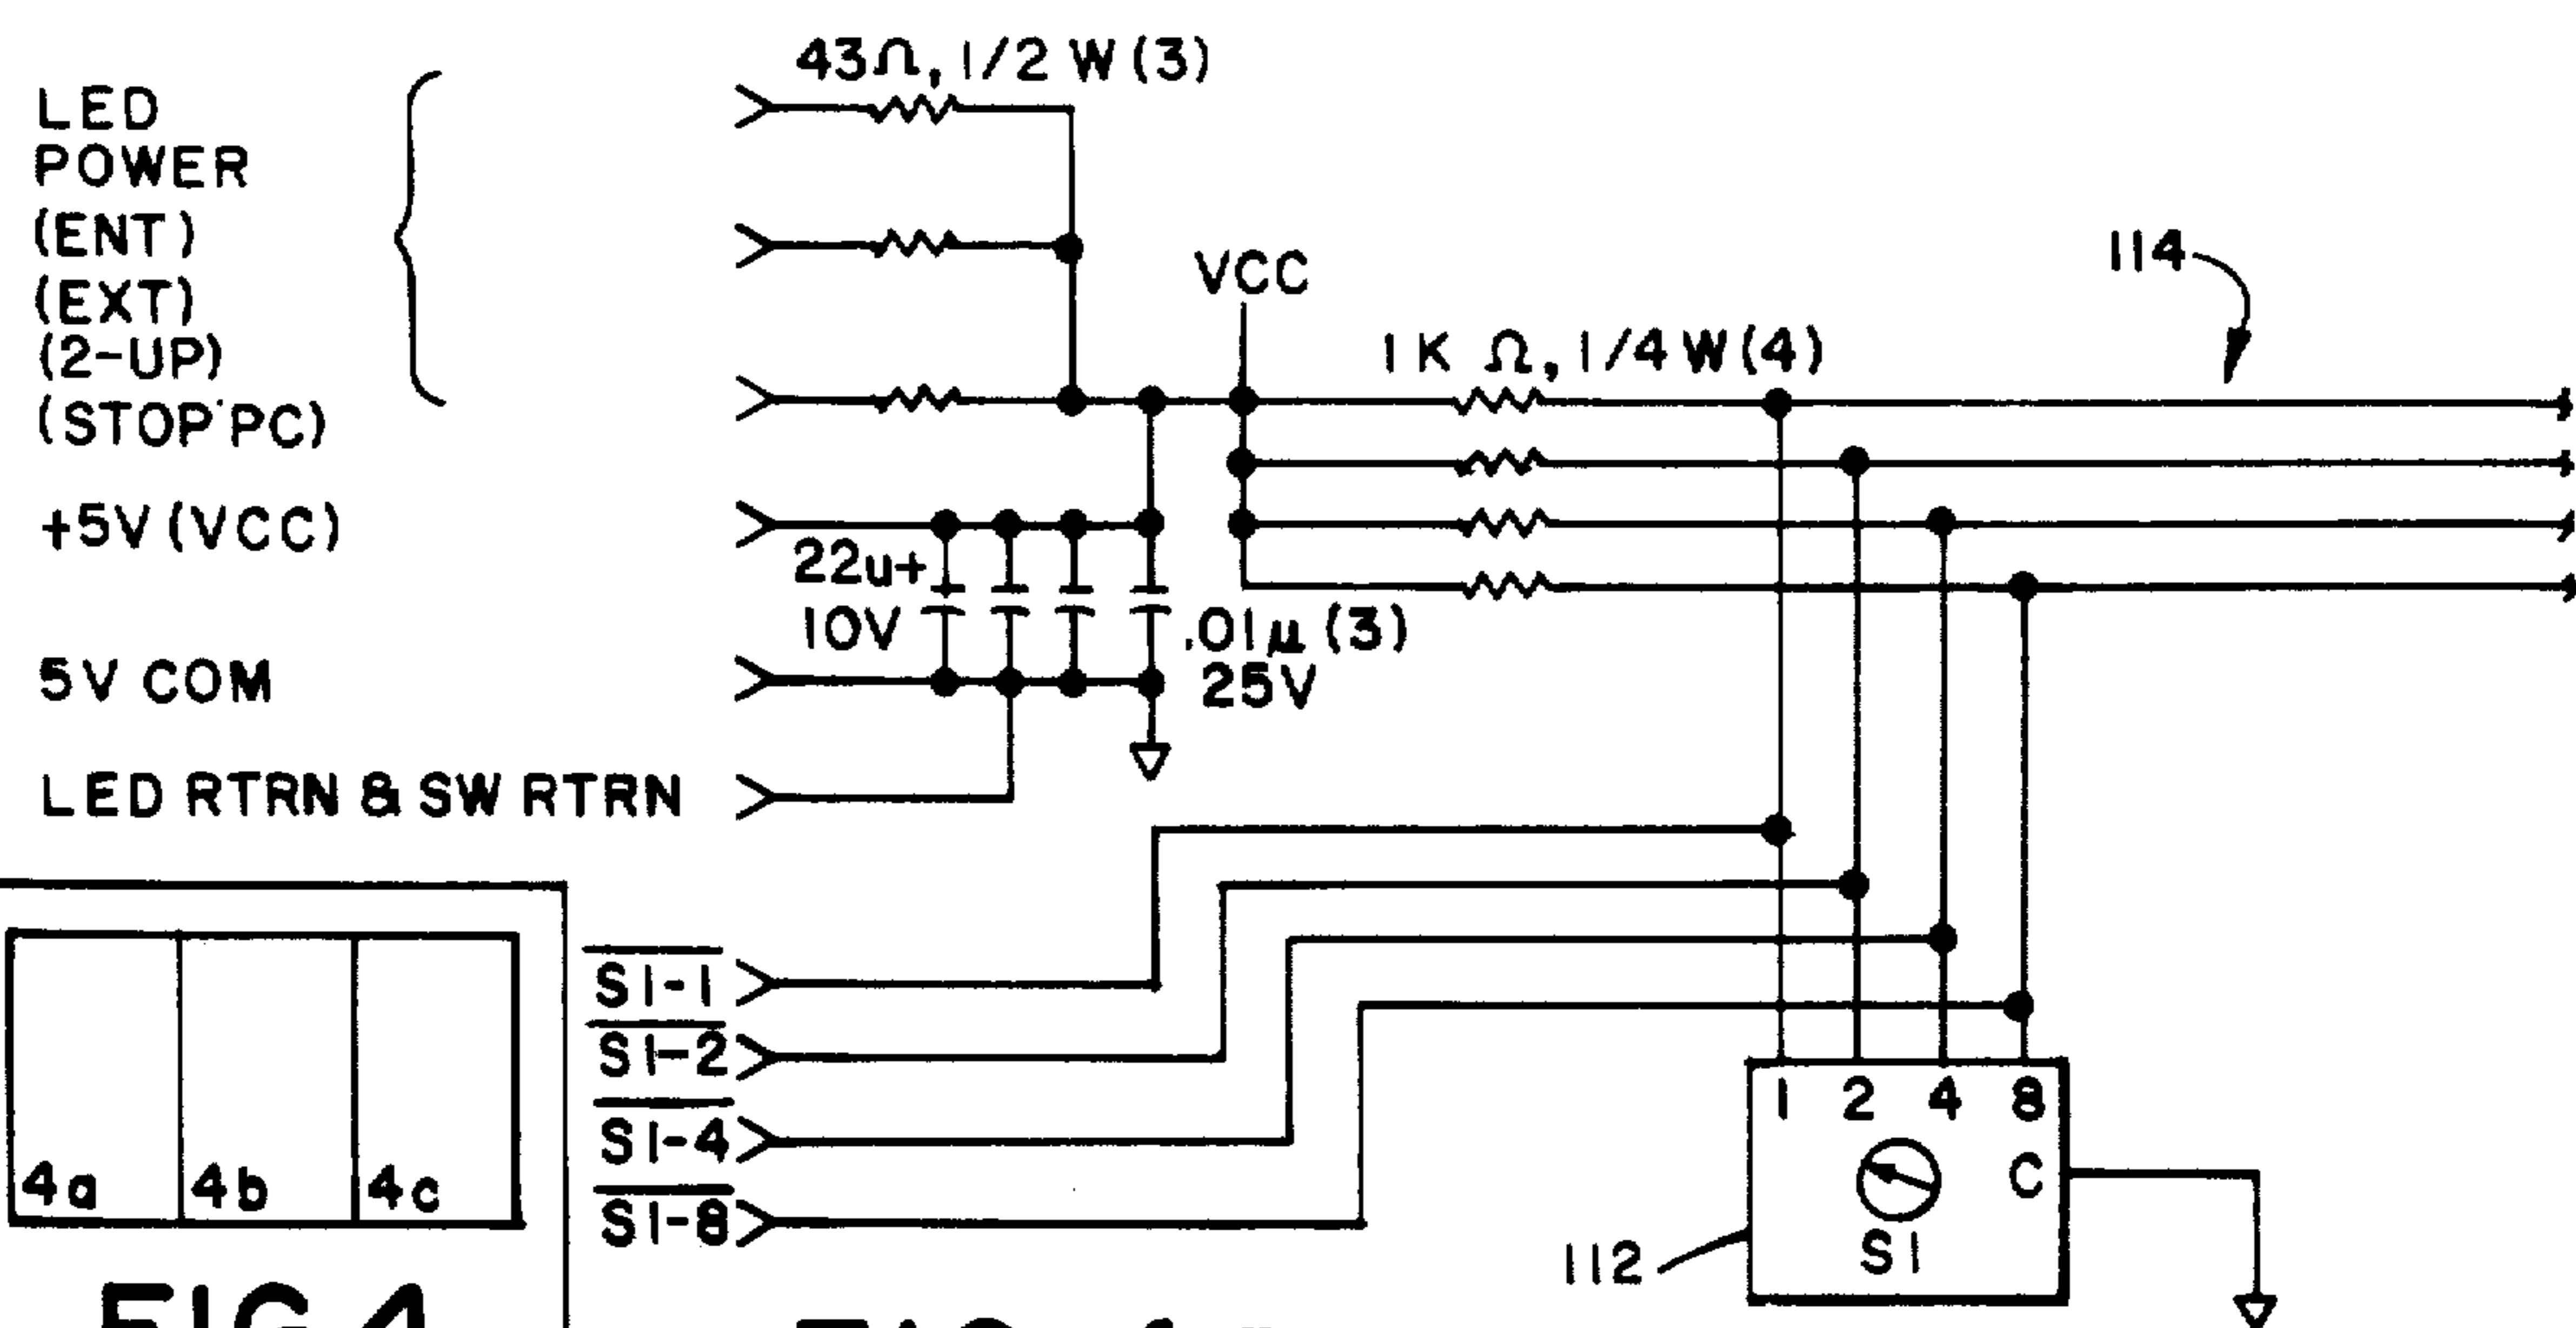 43Ω, 1/2 W (3)
LED
POWER
(ENT)
(EXT)
(2-UP)
(STOP PC)
VCC
114
1 K Ω, 1/4 W (4)
+5V (VCC)
22u+
10V
.01μ (3)
25V
5V COM
LED RTRN & SW RTRN
S1-1
S1-2
S1-4
S1-8
4a 4b 4c
1 2 4 8
C
S1
112